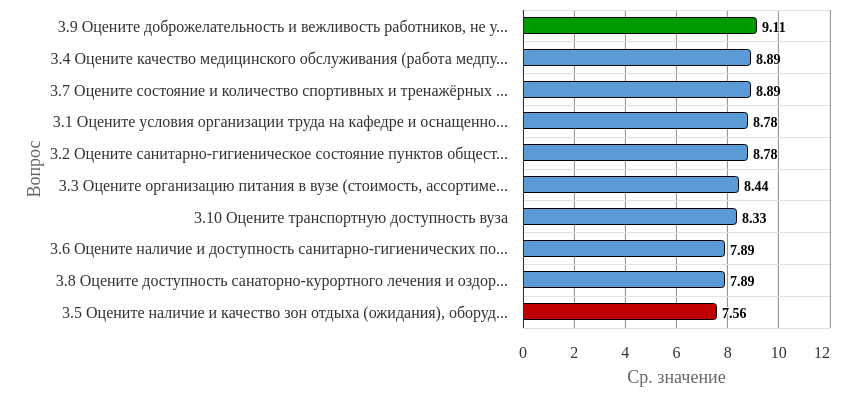 3.9 Оцените доброжелательность и вежливость работников, не у...
9.11
3.4 Оцените качество медицинского обслуживания (работа медпу...
8.89
3.7 Оцените состояние и количество спортивных и тренажёрных ...
8.89
3.1 Оцените условия организации труда на кафедре и оснащенно...
8.78
3.2 Оцените санитарно-гигиеническое состояние пунктов общест...
8.78
3.3 Оцените организацию питания в вузе (стоимость, ассортиме...
8.44
3.10 Оцените транспортную доступность вуза
8.33
3.6 Оцените наличие и доступность санитарно-гигиенических по...
7.89
3.8 Оцените доступность санаторно-курортного лечения и оздор...
7.89
3.5 Оцените наличие и качество зон отдыха (ожидания), оборуд...
7.56
Вопрос
0 2 4 6 8 10 12
Ср. значение